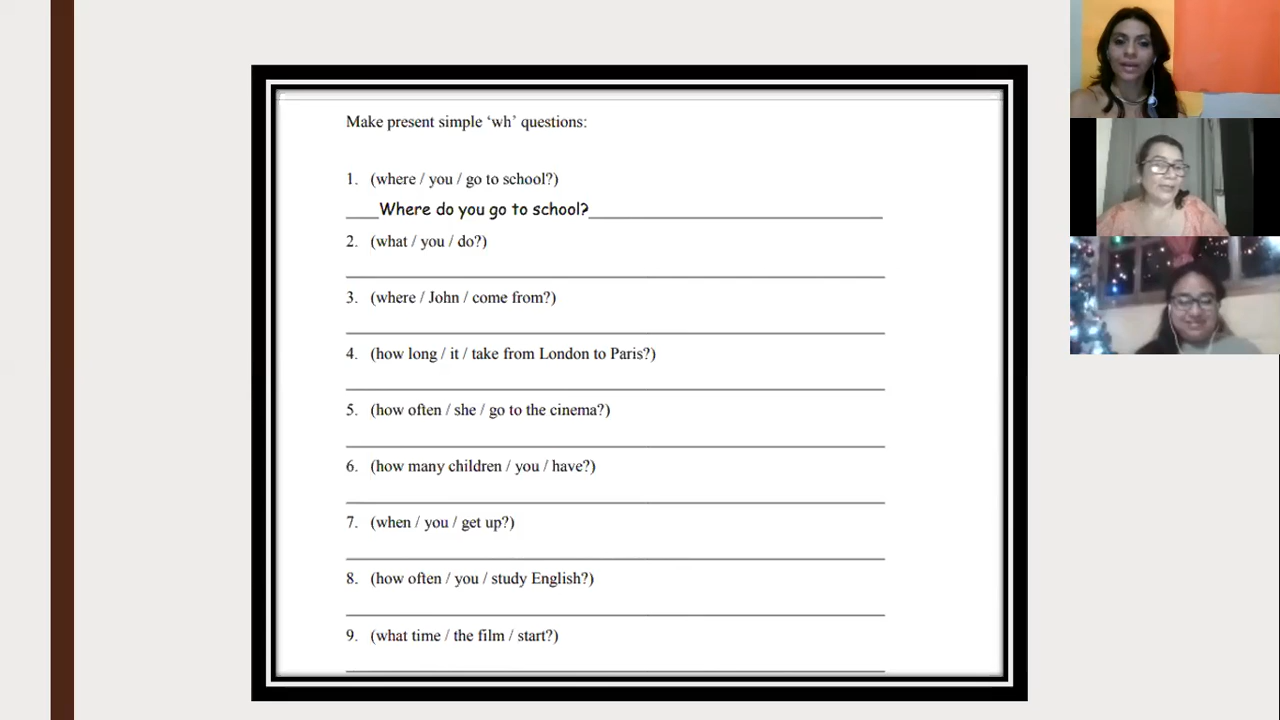 Make present simple ‘wh’ questions:
1. (where / you / go to school?)
____Where do you go to school?____
2. (what / you / do?)
3. (where / John / come from?)
4. (how long / it / take from London to Paris?)
5. (how often / she / go to the cinema?)
6. (how many children / you / have?)
7. (when / you / get up?)
8. (how often / you / study English?)
9. (what time / the film / start?)